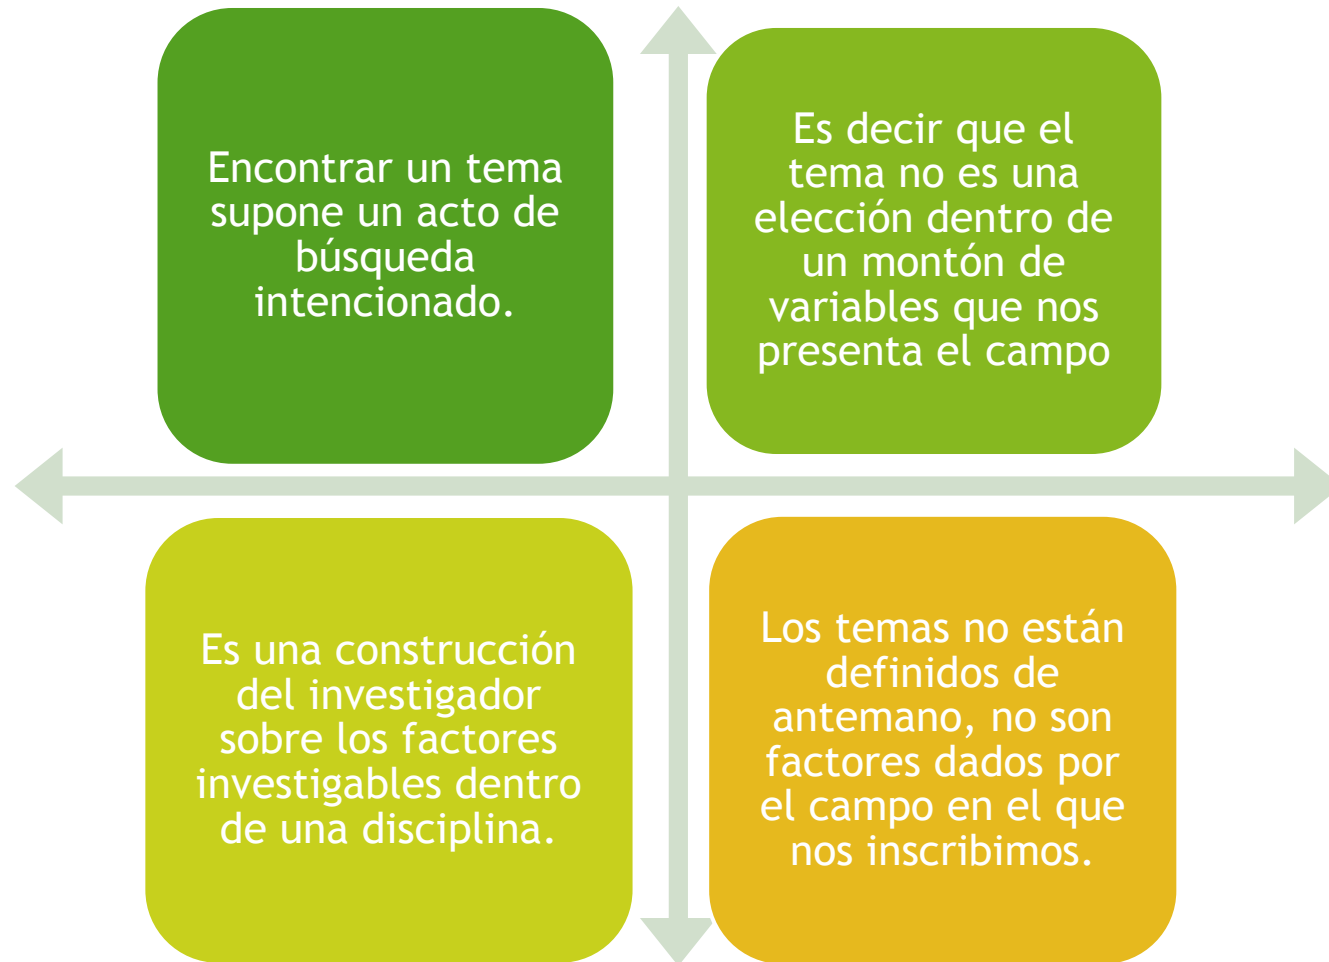 Encontrar un tema
supone un acto de
búsqueda
intencionado.
Es decir que el
tema no es una
elección dentro de
un montón de
variables que nos
presenta el campo
Es una construcción
del investigador
sobre los factores
investigables dentro
de una disciplina.
Los temas no están
definidos de
antemano, no son
factores dados por
el campo en el que
nos inscribimos.